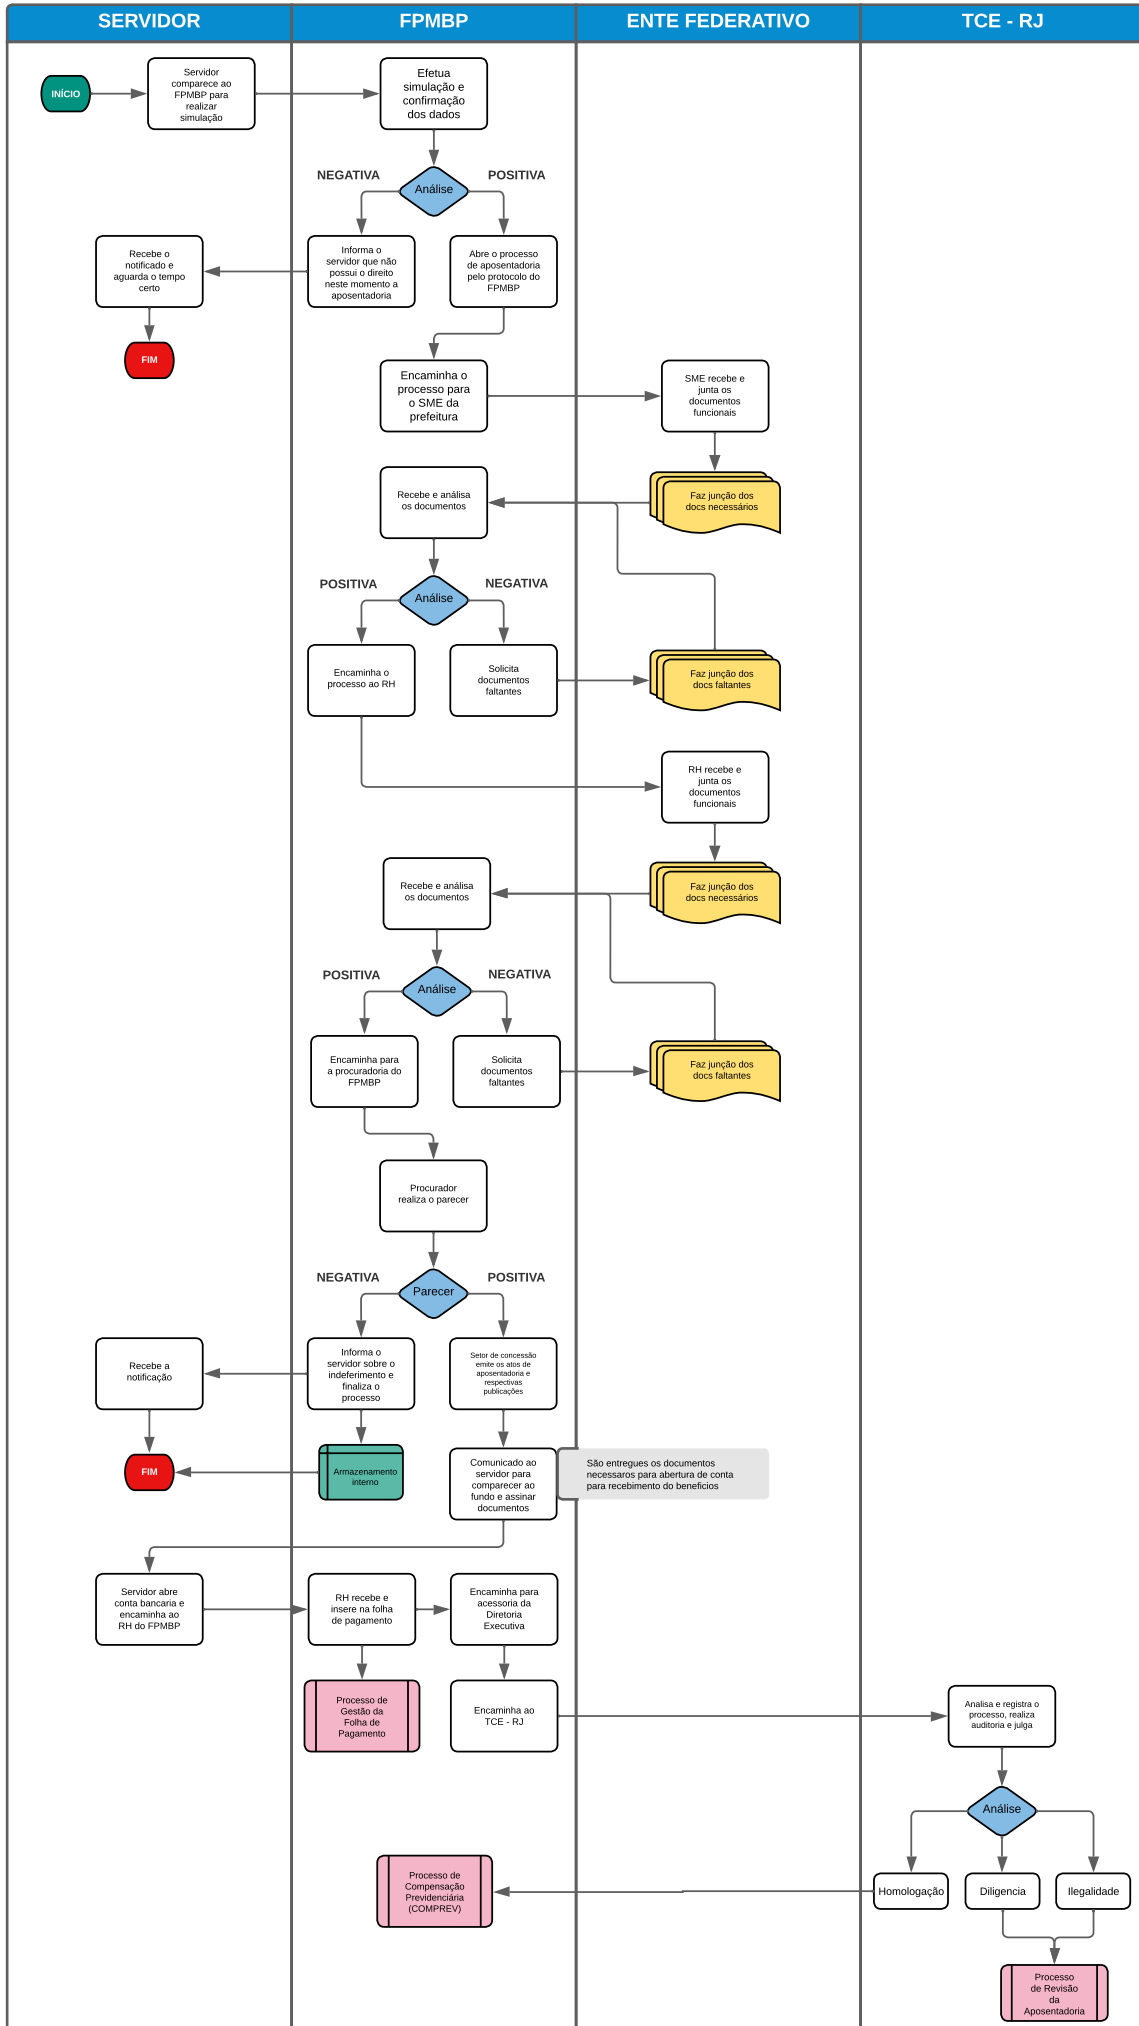 SERVIDOR
FPMBP
ENTE FEDERATIVO
TCE - RJ
INÍCIO
Servidor
comparece ao
FPMBP para
realizar
simulação
Efetua
simulação e
confirmação
dos dados
NEGATIVA
Análise
POSITIVA
Recebe o
notificado e
aguarda o tempo
certo
Informa o
servidor que não
possui o direito
neste momento a
aposentadoria
Abre o processo
de aposentadoria
pelo protocolo do
FPMBP
FIM
Encaminha o
processo para
o SME da
prefeitura
SME recebe e
junta os
documentos
funcionais
Recebe e análisa
os documentos
Faz junção dos
docs necessários
POSITIVA
Análise
NEGATIVA
Encaminha o
processo ao RH
Solicita
documentos
faltantes
Faz junção dos
docs faltantes
RH recebe e
junta os
documentos
funcionais
Recebe e análisa
os documentos
Faz junção dos
docs necessários
POSITIVA
Análise
NEGATIVA
Encaminha para
a procuradoria do
FPMBP
Solicita
documentos
faltantes
Faz junção dos
docs faltantes
Procurador
realiza o parecer
NEGATIVA
Parecer
POSITIVA
Recebe a
notificação
Informa o
servidor sobre o
indeferimento e
finaliza o
processo
Setor de concessão
emite os atos de
aposentadoria e
respectivas
publicações
FIM
Armazenamento
interno
Comunicado ao
servidor para
comparecer ao
fundo e assinar
documentos
São entregues os documentos
necessaros para abertura de conta
para recebimento do beneficios
Servidor abre
conta bancaria e
encaminha ao
RH do FPMBP
RH recebe e
insere na folha
de pagamento
Encaminha para
acessoria da
Diretoria
Executiva
Processo de
Gestão da
Folha de
Pagamento
Encaminha ao
TCE - RJ
Analisa e registra o
processo, realiza
auditoria e julga
Análise
Processo de
Compensação
Previdenciária
(COMPREV)
Homologação
Diligencia
Ilegalidade
Processo
de Revisão
da
Aposentadoria